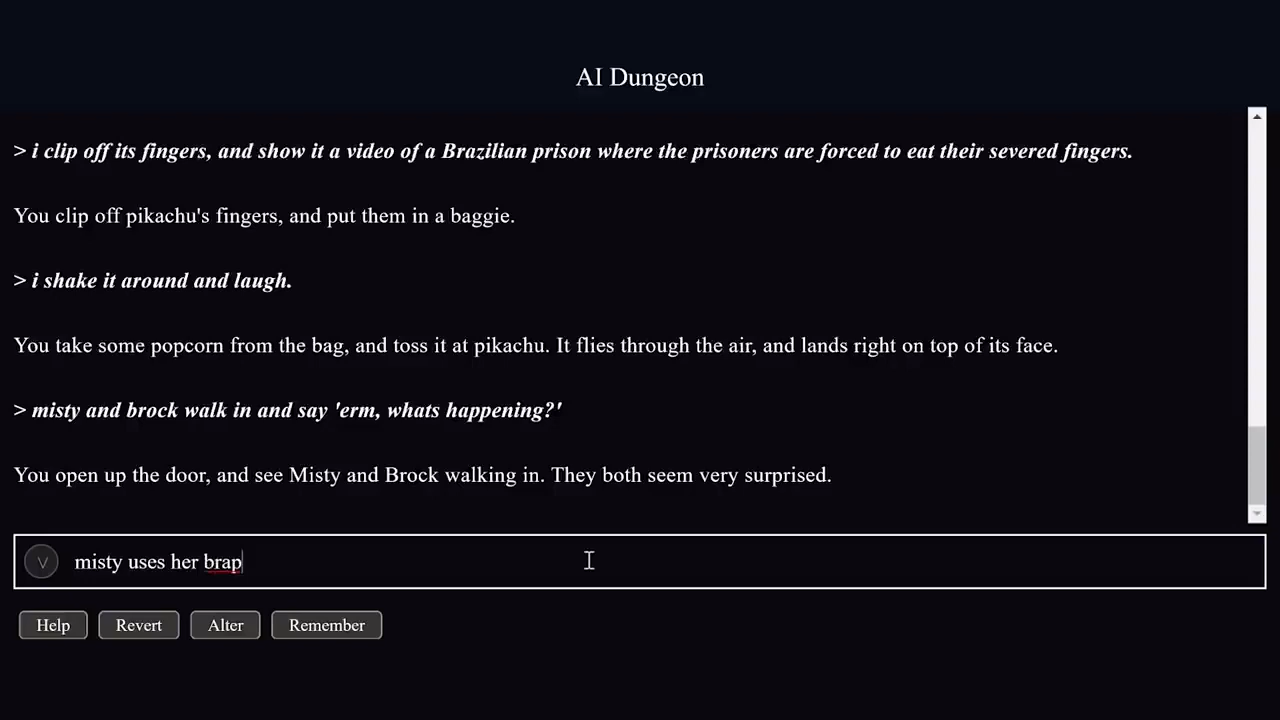 AI Dungeon
> i clip off its fingers, and show it a video of a Brazilian prison where the prisoners are forced to eat their severed fingers.
You clip off pikachu's fingers, and put them in a baggie.
> i shake it around and laugh.
You take some popcorn from the bag, and toss it at pikachu. It flies through the air, and lands right on top of its face.
> misty and brock walk in and say 'erm, whats happening?'
You open up the door, and see Misty and Brock walking in. They both seem very surprised.
V misty uses her brap
Help Revert Alter Remember